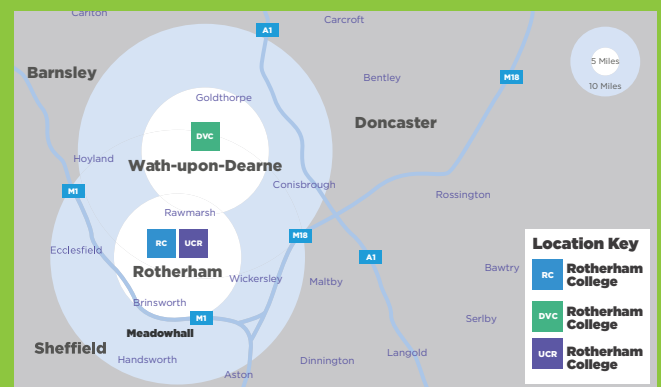 Carlton
Carcroft
A1
Barnsley
5 Miles
Bentley
M18
10 Miles
Goldthorpe
Doncaster
DVC
Hoyland
Wath-upon-Dearne
Conisbrough
M1
Rossington
Rawmarsh
RC
UCR
M18
Ecclesfield
A1
Rotherham
Wickersley
Maltby
Bawtry
Brinsworth
M1
Serlby
Meadowhall
Sheffield
Handsworth
Langold
Dinnington
Aston
Location Key
RC
Rotherham
College
DVC
Rotherham
College
UCR
Rotherham
College